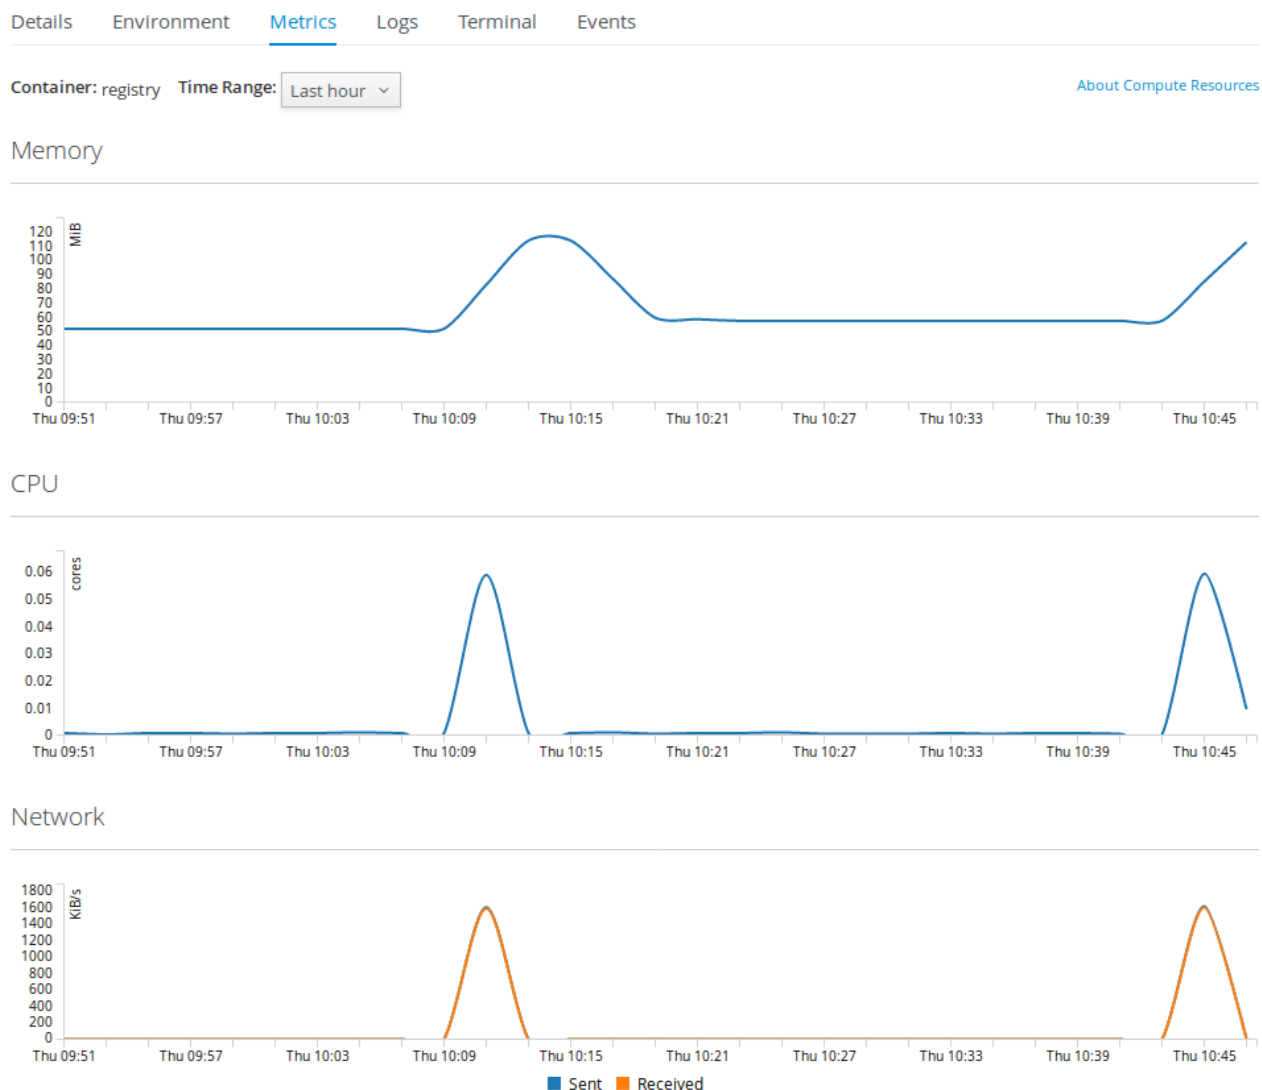 Details Environment Metrics Logs Terminal Events
Container: registry Time Range: Last hour About Compute Resources
Memory
MiB
120
110
100
90
80
70
60
50
40
30
20
10
0
Thu 09:51 Thu 09:57 Thu 10:03 Thu 10:09 Thu 10:15 Thu 10:21 Thu 10:27 Thu 10:33 Thu 10:39 Thu 10:45
CPU
cores
0.06
0.05
0.04
0.03
0.02
0.01
0
Thu 09:51 Thu 09:57 Thu 10:03 Thu 10:09 Thu 10:15 Thu 10:21 Thu 10:27 Thu 10:33 Thu 10:39 Thu 10:45
Network
KiB/s
1800
1600
1400
1200
1000
800
600
400
200
0
Thu 09:51 Thu 09:57 Thu 10:03 Thu 10:09 Thu 10:15 Thu 10:21 Thu 10:27 Thu 10:33 Thu 10:39 Thu 10:45
Sent Received